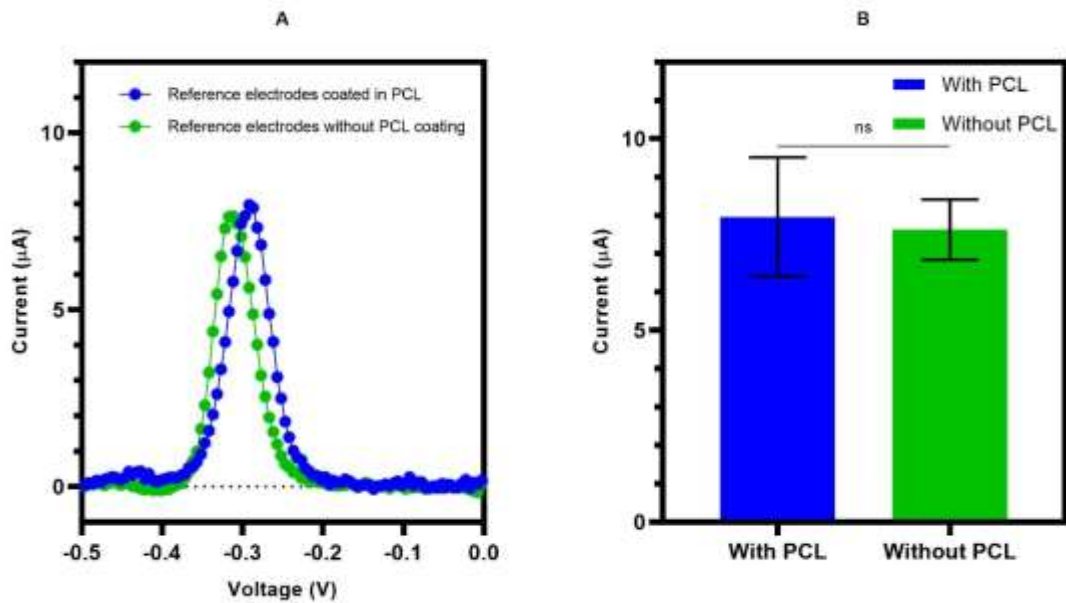 A
Reference electrodes coated in PCL
Reference electrodes without PCL coating
Current (µA)
10
5
0
-0.5
-0.4
-0.3
-0.2
-0.1
0.0
Voltage (V)
B
With PCL
Without PCL
ns
Current (µA)
10
5
0
With PCL
Without PCL